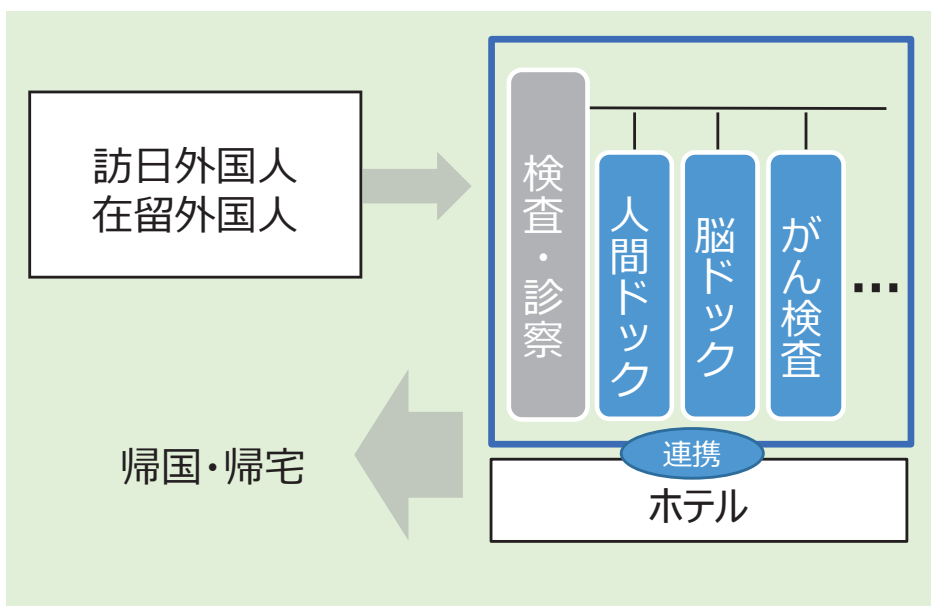 訪日外国人
在留外国人
検査・診察
人間ドック
脳ドック
がん検査
…
連携
ホテル
帰国・帰宅